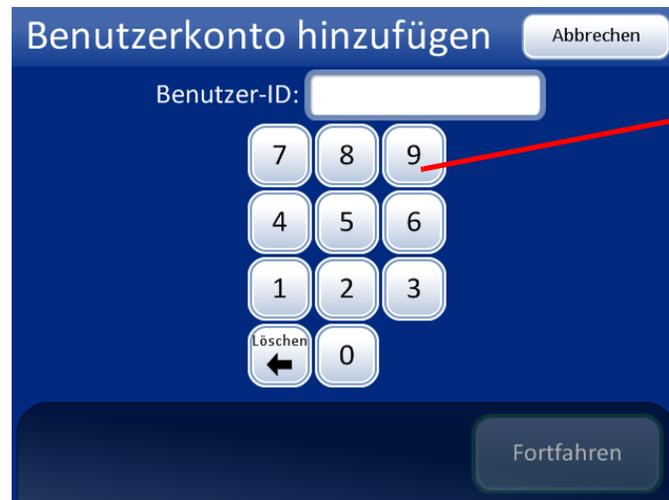 Benutzerkonto hinzufügen
Abbrechen
Benutzer-ID:
7 8 9
4 5 6
1 2 3
Löschen 0
Fortfahren